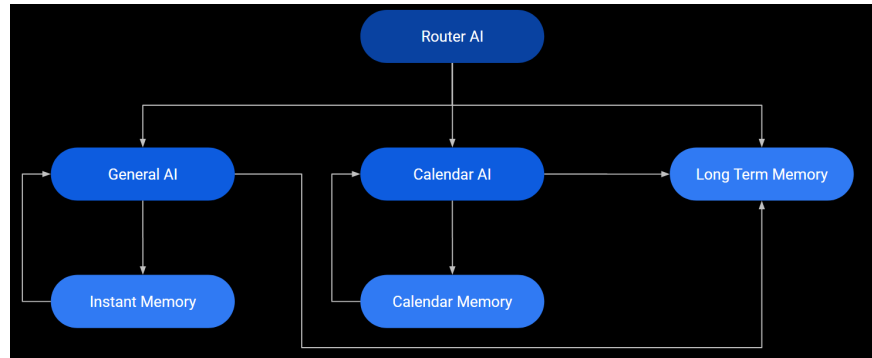 Router AI
General AI
Calendar AI
Long Term Memory
Instant Memory
Calendar Memory